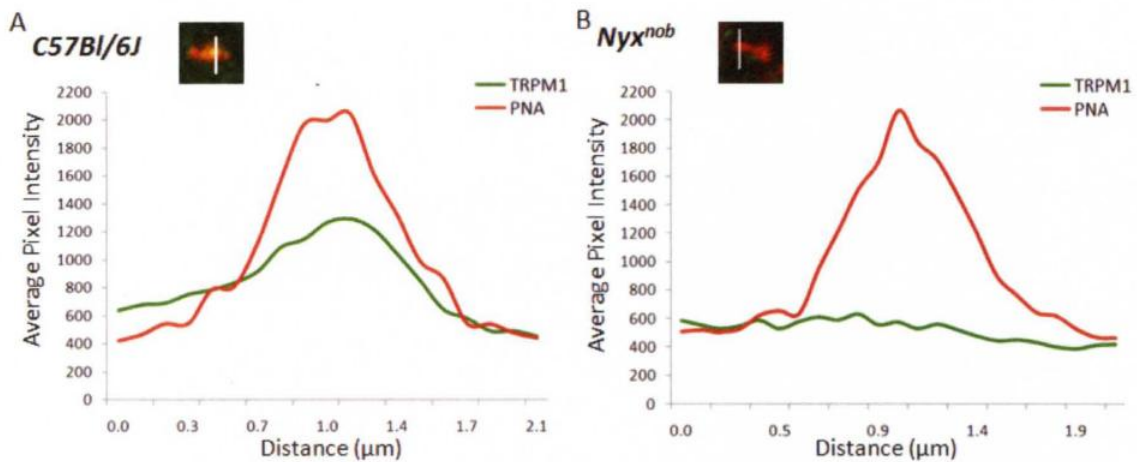 A
C57Bl/6J
TRPM1
PNA
2200
2000
1800
1600
1400
1200
1000
800
600
400
200
0
Average Pixel Intensity
0.0 0.3 0.7 1.0 1.4 1.7 2.1
Distance (µm)
B
Nyx^nob
TRPM1
PNA
2200
2000
1800
1600
1400
1200
1000
800
600
400
200
0
Average Pixel Intensity
0.0 0.5 0.9 1.4 1.9
Distance (µm)